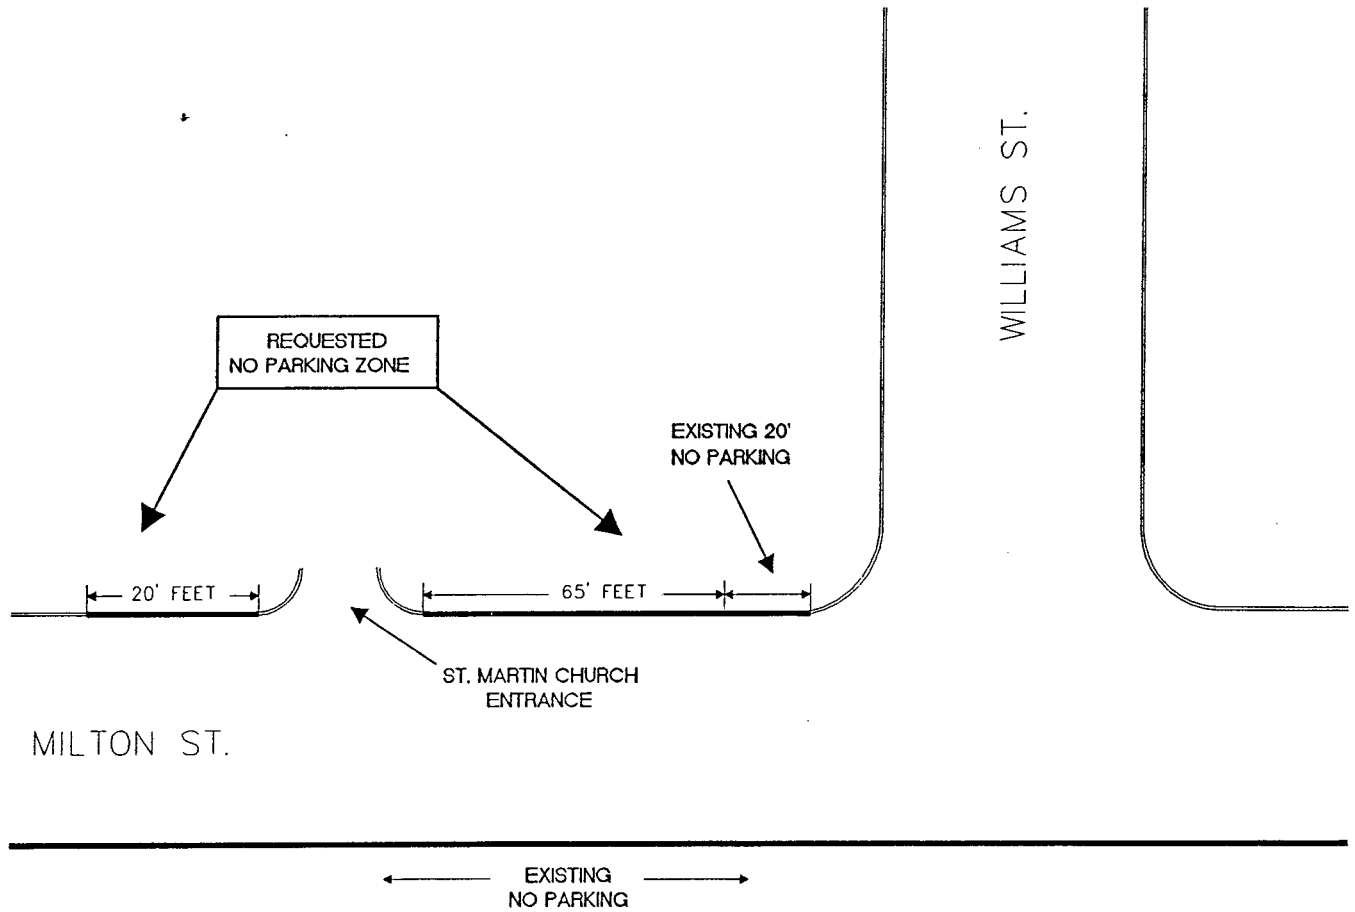 WILLIAMS ST.
REQUESTED
NO PARKING ZONE
EXISTING 20'
NO PARKING
20' FEET
65' FEET
ST. MARTIN CHURCH
ENTRANCE
MILTON ST.
EXISTING
NO PARKING